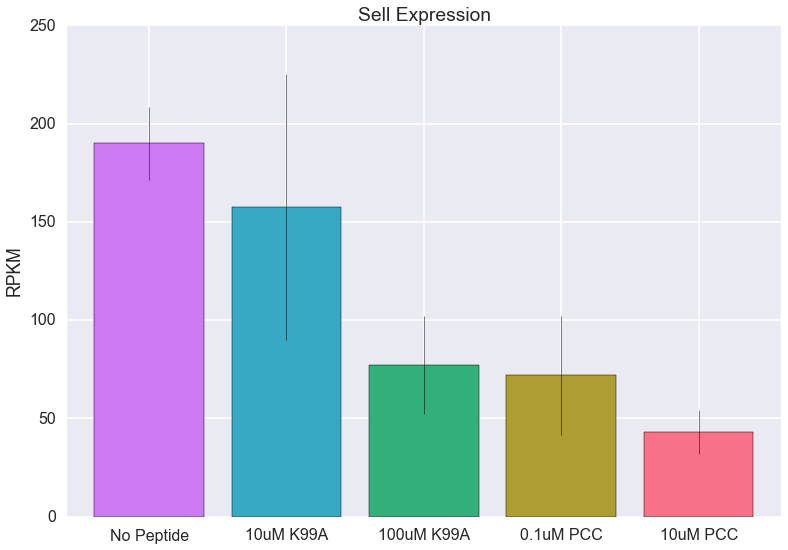 Sell Expression
250
200
150
100
50
0
RPKM
No Peptide
10uM K99A
100uM K99A
0.1uM PCC
10uM PCC